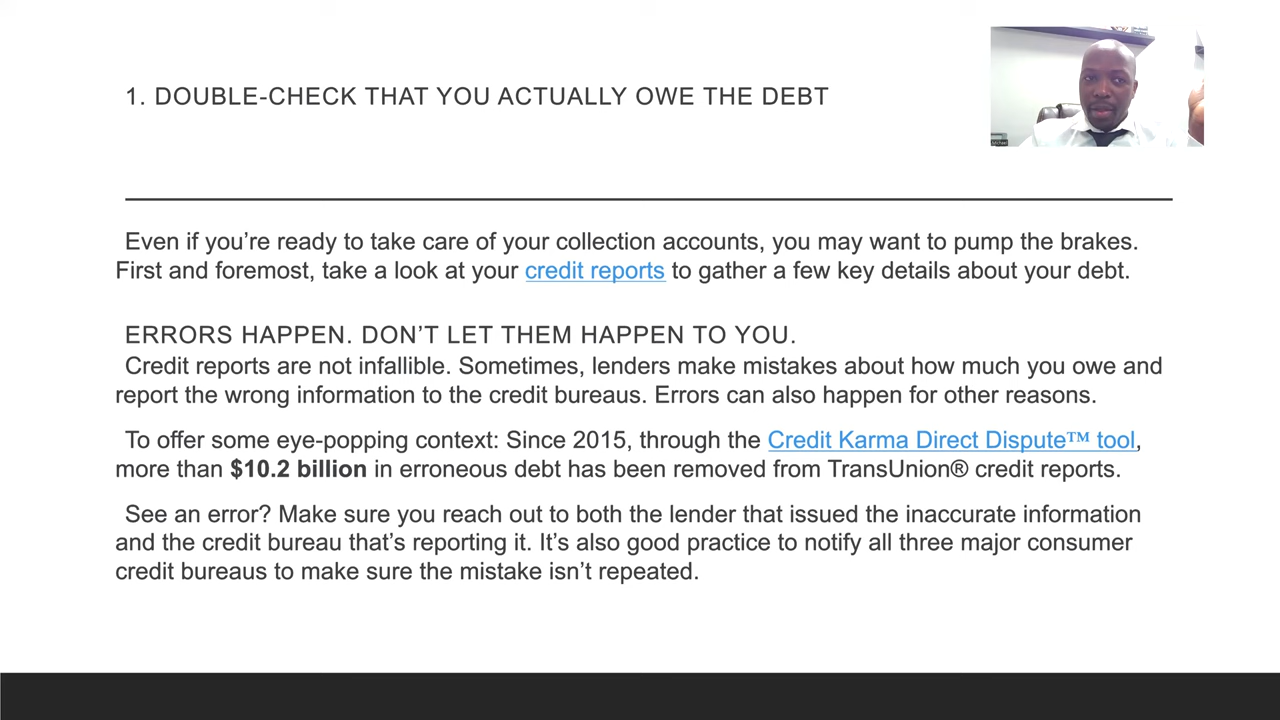 1. DOUBLE-CHECK THAT YOU ACTUALLY OWE THE DEBT
Michael
Even if you’re ready to take care of your collection accounts, you may want to pump the brakes.
First and foremost, take a look at your credit reports to gather a few key details about your debt.
ERRORS HAPPEN. DON’T LET THEM HAPPEN TO YOU.
Credit reports are not infallible. Sometimes, lenders make mistakes about how much you owe and
report the wrong information to the credit bureaus. Errors can also happen for other reasons.
To offer some eye-popping context: Since 2015, through the Credit Karma Direct Dispute™ tool,
more than $10.2 billion in erroneous debt has been removed from TransUnion® credit reports.
See an error? Make sure you reach out to both the lender that issued the inaccurate information
and the credit bureau that’s reporting it. It’s also good practice to notify all three major consumer
credit bureaus to make sure the mistake isn’t repeated.